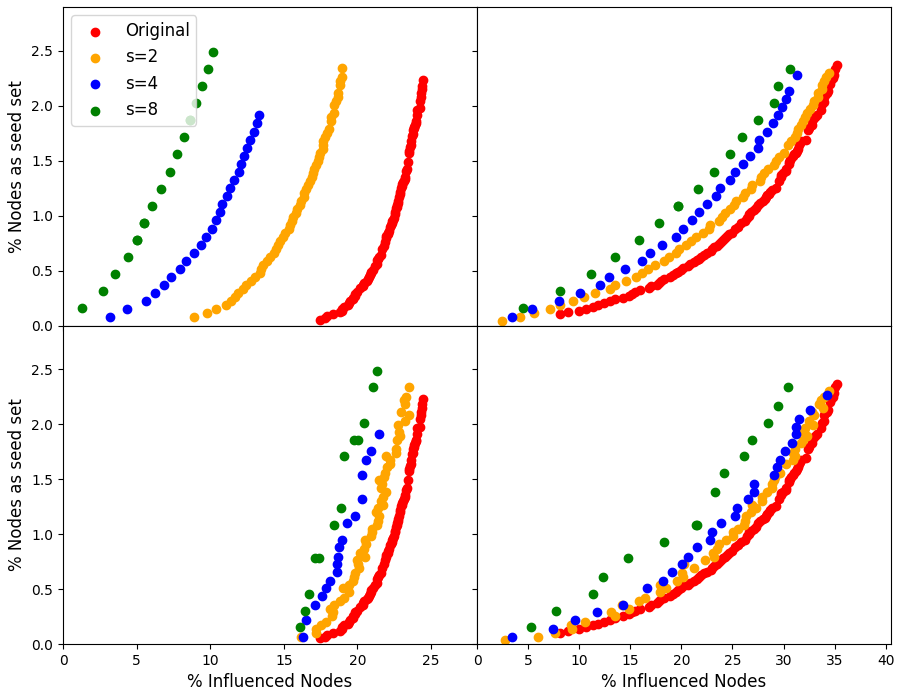 Original
s=2
s=4
s=8
% Nodes as seed set
2.5
2.0
1.5
1.0
0.5
0.0
% Nodes as seed set
2.5
2.0
1.5
1.0
0.5
0.0
0 5 10 15 20 25
0 5 10 15 20 25 30 35 40
% Influenced Nodes
% Influenced Nodes